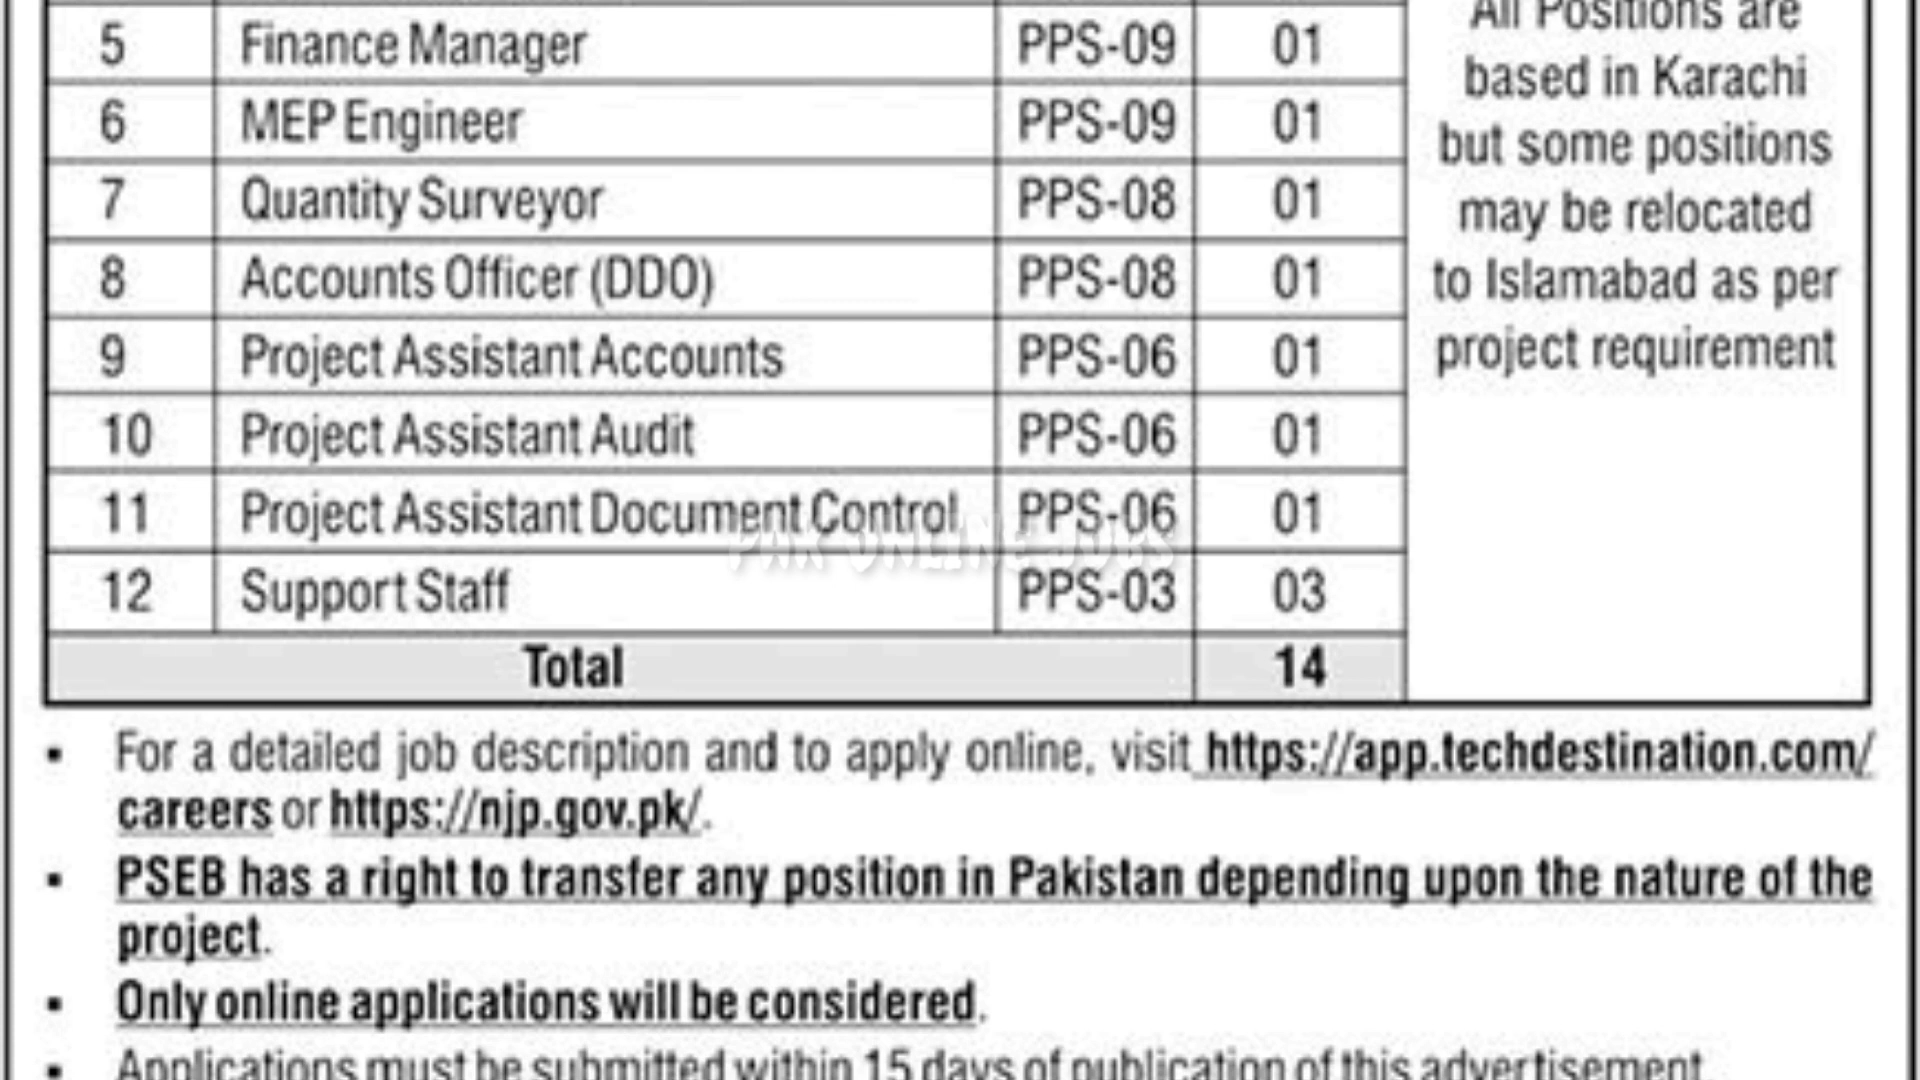 5 Finance Manager PPS-09 01
6 MEP Engineer PPS-09 01
7 Quantity Surveyor PPS-08 01
8 Accounts Officer (DDO) PPS-08 01
9 Project Assistant Accounts PPS-06 01
10 Project Assistant Audit PPS-06 01
11 Project Assistant Document Control PPS-06 01
12 Support Staff PPS-03 03
Total 14
All Positions are
based in Karachi
but some positions
may be relocated
to Islamabad as per
project requirement
PAK ONLINE JOBS
▪ For a detailed job description and to apply online, visit https://app.techdestination.com/
careers or https://njp.gov.pk/.
▪ PSEB has a right to transfer any position in Pakistan depending upon the nature of the
project.
▪ Only online applications will be considered.
▪ Applications must be submitted within 15 days of publication of this advertisement.